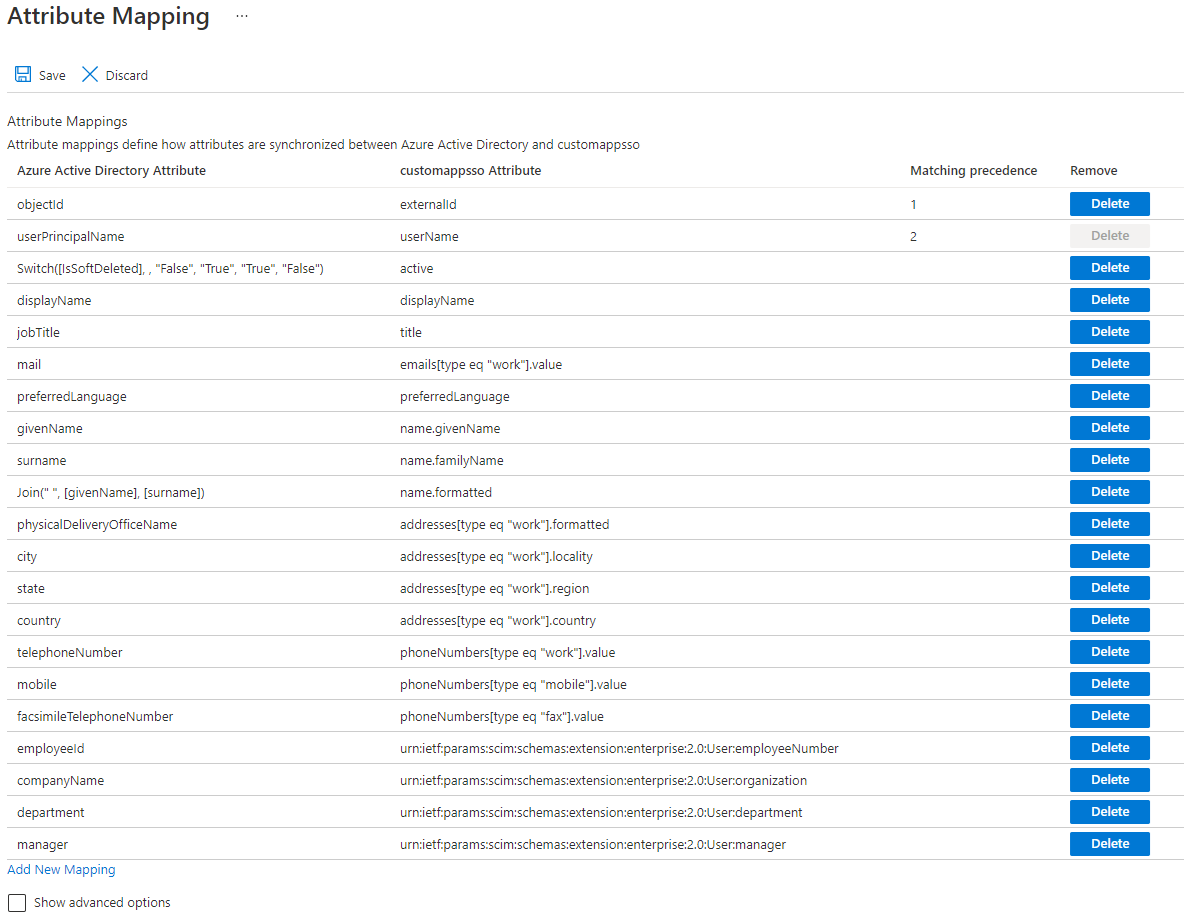 Attribute Mapping ...
Save Discard
Attribute Mappings
Attribute mappings define how attributes are synchronized between Azure Active Directory and customappsso
Azure Active Directory Attribute customappsso Attribute Matching precedence Remove
objectId externalId 1 Delete
userPrincipalName userName 2 Delete
Switch([IsSoftDeleted], , "False", "True", "True", "False") active Delete
displayName displayName Delete
jobTitle title Delete
mail emails[type eq "work"].value Delete
preferredLanguage preferredLanguage Delete
givenName name.givenName Delete
surname name.familyName Delete
Join(" ", [givenName], [surname]) name.formatted Delete
physicalDeliveryOfficeName addresses[type eq "work"].formatted Delete
city addresses[type eq "work"].locality Delete
state addresses[type eq "work"].region Delete
country addresses[type eq "work"].country Delete
telephoneNumber phoneNumbers[type eq "work"].value Delete
mobile phoneNumbers[type eq "mobile"].value Delete
facsimileTelephoneNumber phoneNumbers[type eq "fax"].value Delete
employeeId urn:ietf:params:scim:schemas:extension:enterprise:2.0:User:employeeNumber Delete
companyName urn:ietf:params:scim:schemas:extension:enterprise:2.0:User:organization Delete
department urn:ietf:params:scim:schemas:extension:enterprise:2.0:User:department Delete
manager urn:ietf:params:scim:schemas:extension:enterprise:2.0:User:manager Delete
Add New Mapping
Show advanced options